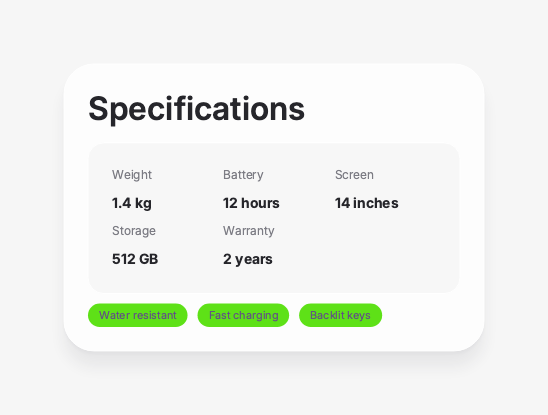 Specifications
Weight Battery Screen
1.4 kg 12 hours 14 inches
Storage Warranty
512 GB 2 years
Water resistant Fast charging Backlit keys